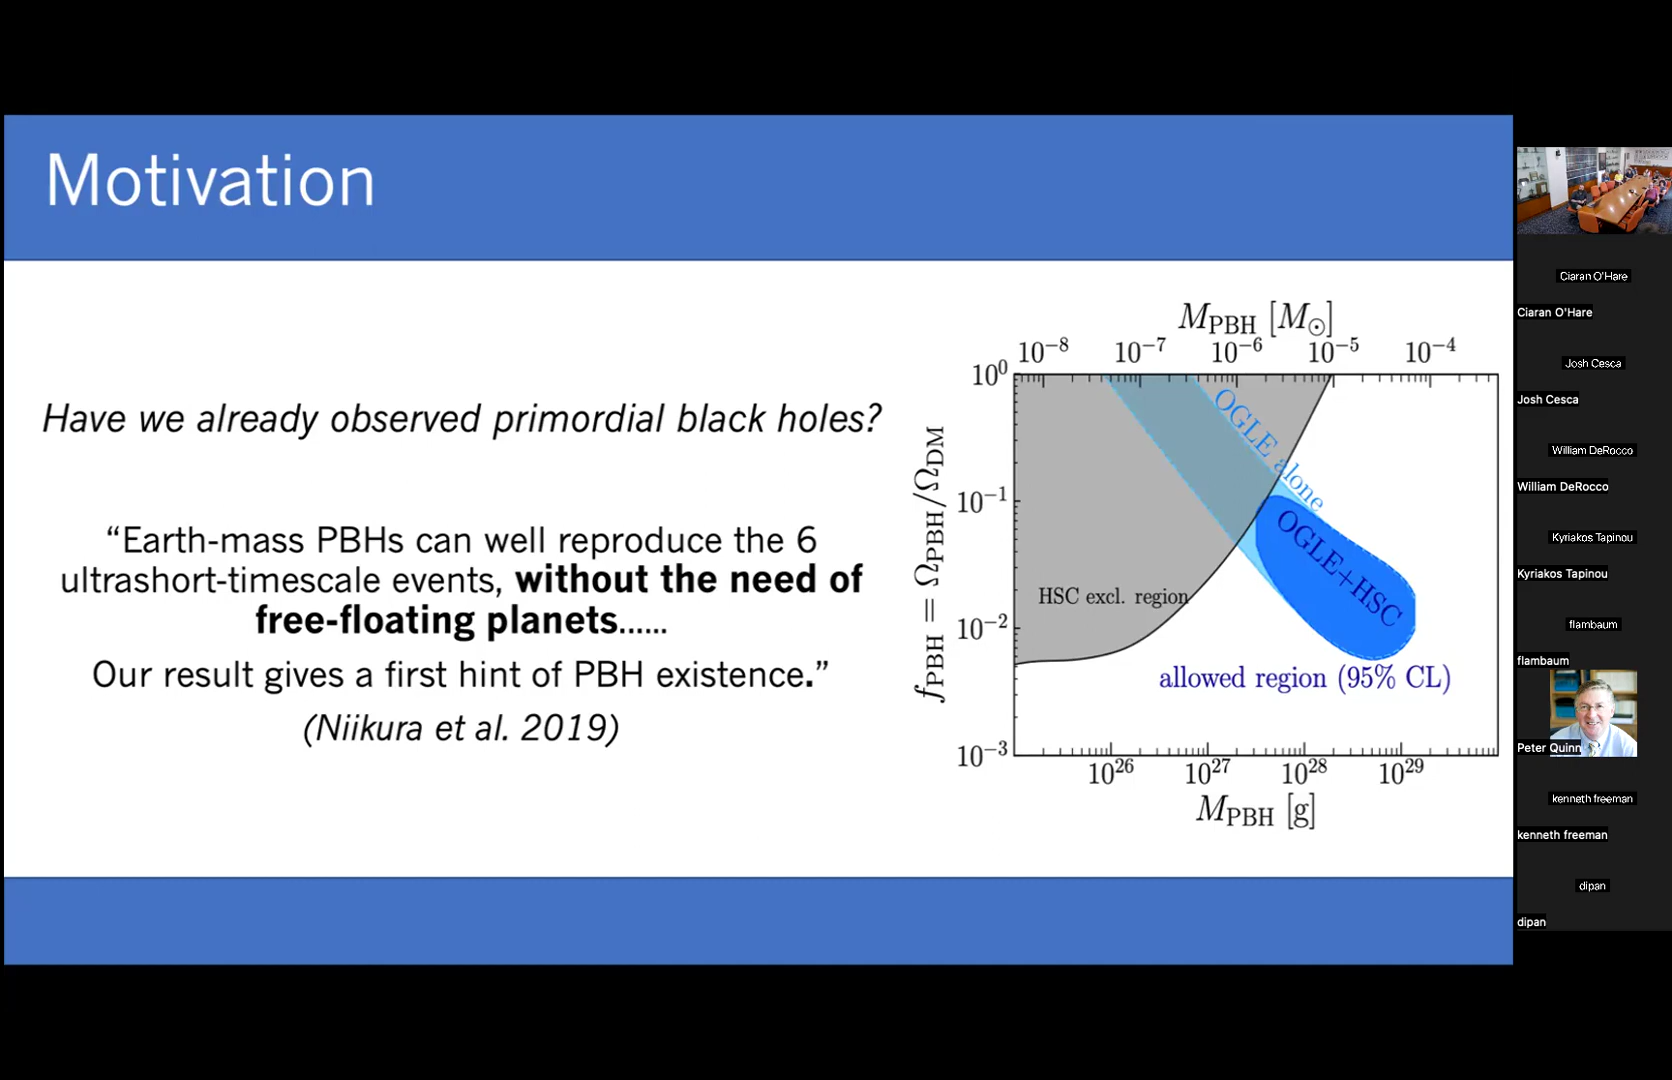 Motivation
Have we already observed primordial black holes?
“Earth-mass PBHs can well reproduce the 6
ultrashort-timescale events, without the need of
free-floating planets......
Our result gives a first hint of PBH existence.”
(Niikura et al. 2019)
M_PBH [M_⊙]
10^−8 10^−7 10^−6 10^−5 10^−4
10^0
10^−1
10^−2
10^−3
f_PBH = Ω_PBH/Ω_DM
OGLE alone
OGLE+HSC
HSC excl. region
allowed region (95% CL)
10^26 10^27 10^28 10^29
M_PBH [g]
Ciaran O'Hare
Ciaran O'Hare
Josh Cesca
Josh Cesca
William DeRocco
William DeRocco
Kyriakos Tapinou
Kyriakos Tapinou
flambaum
flambaum
Peter Quinn
kenneth freeman
kenneth freeman
dipan
dipan